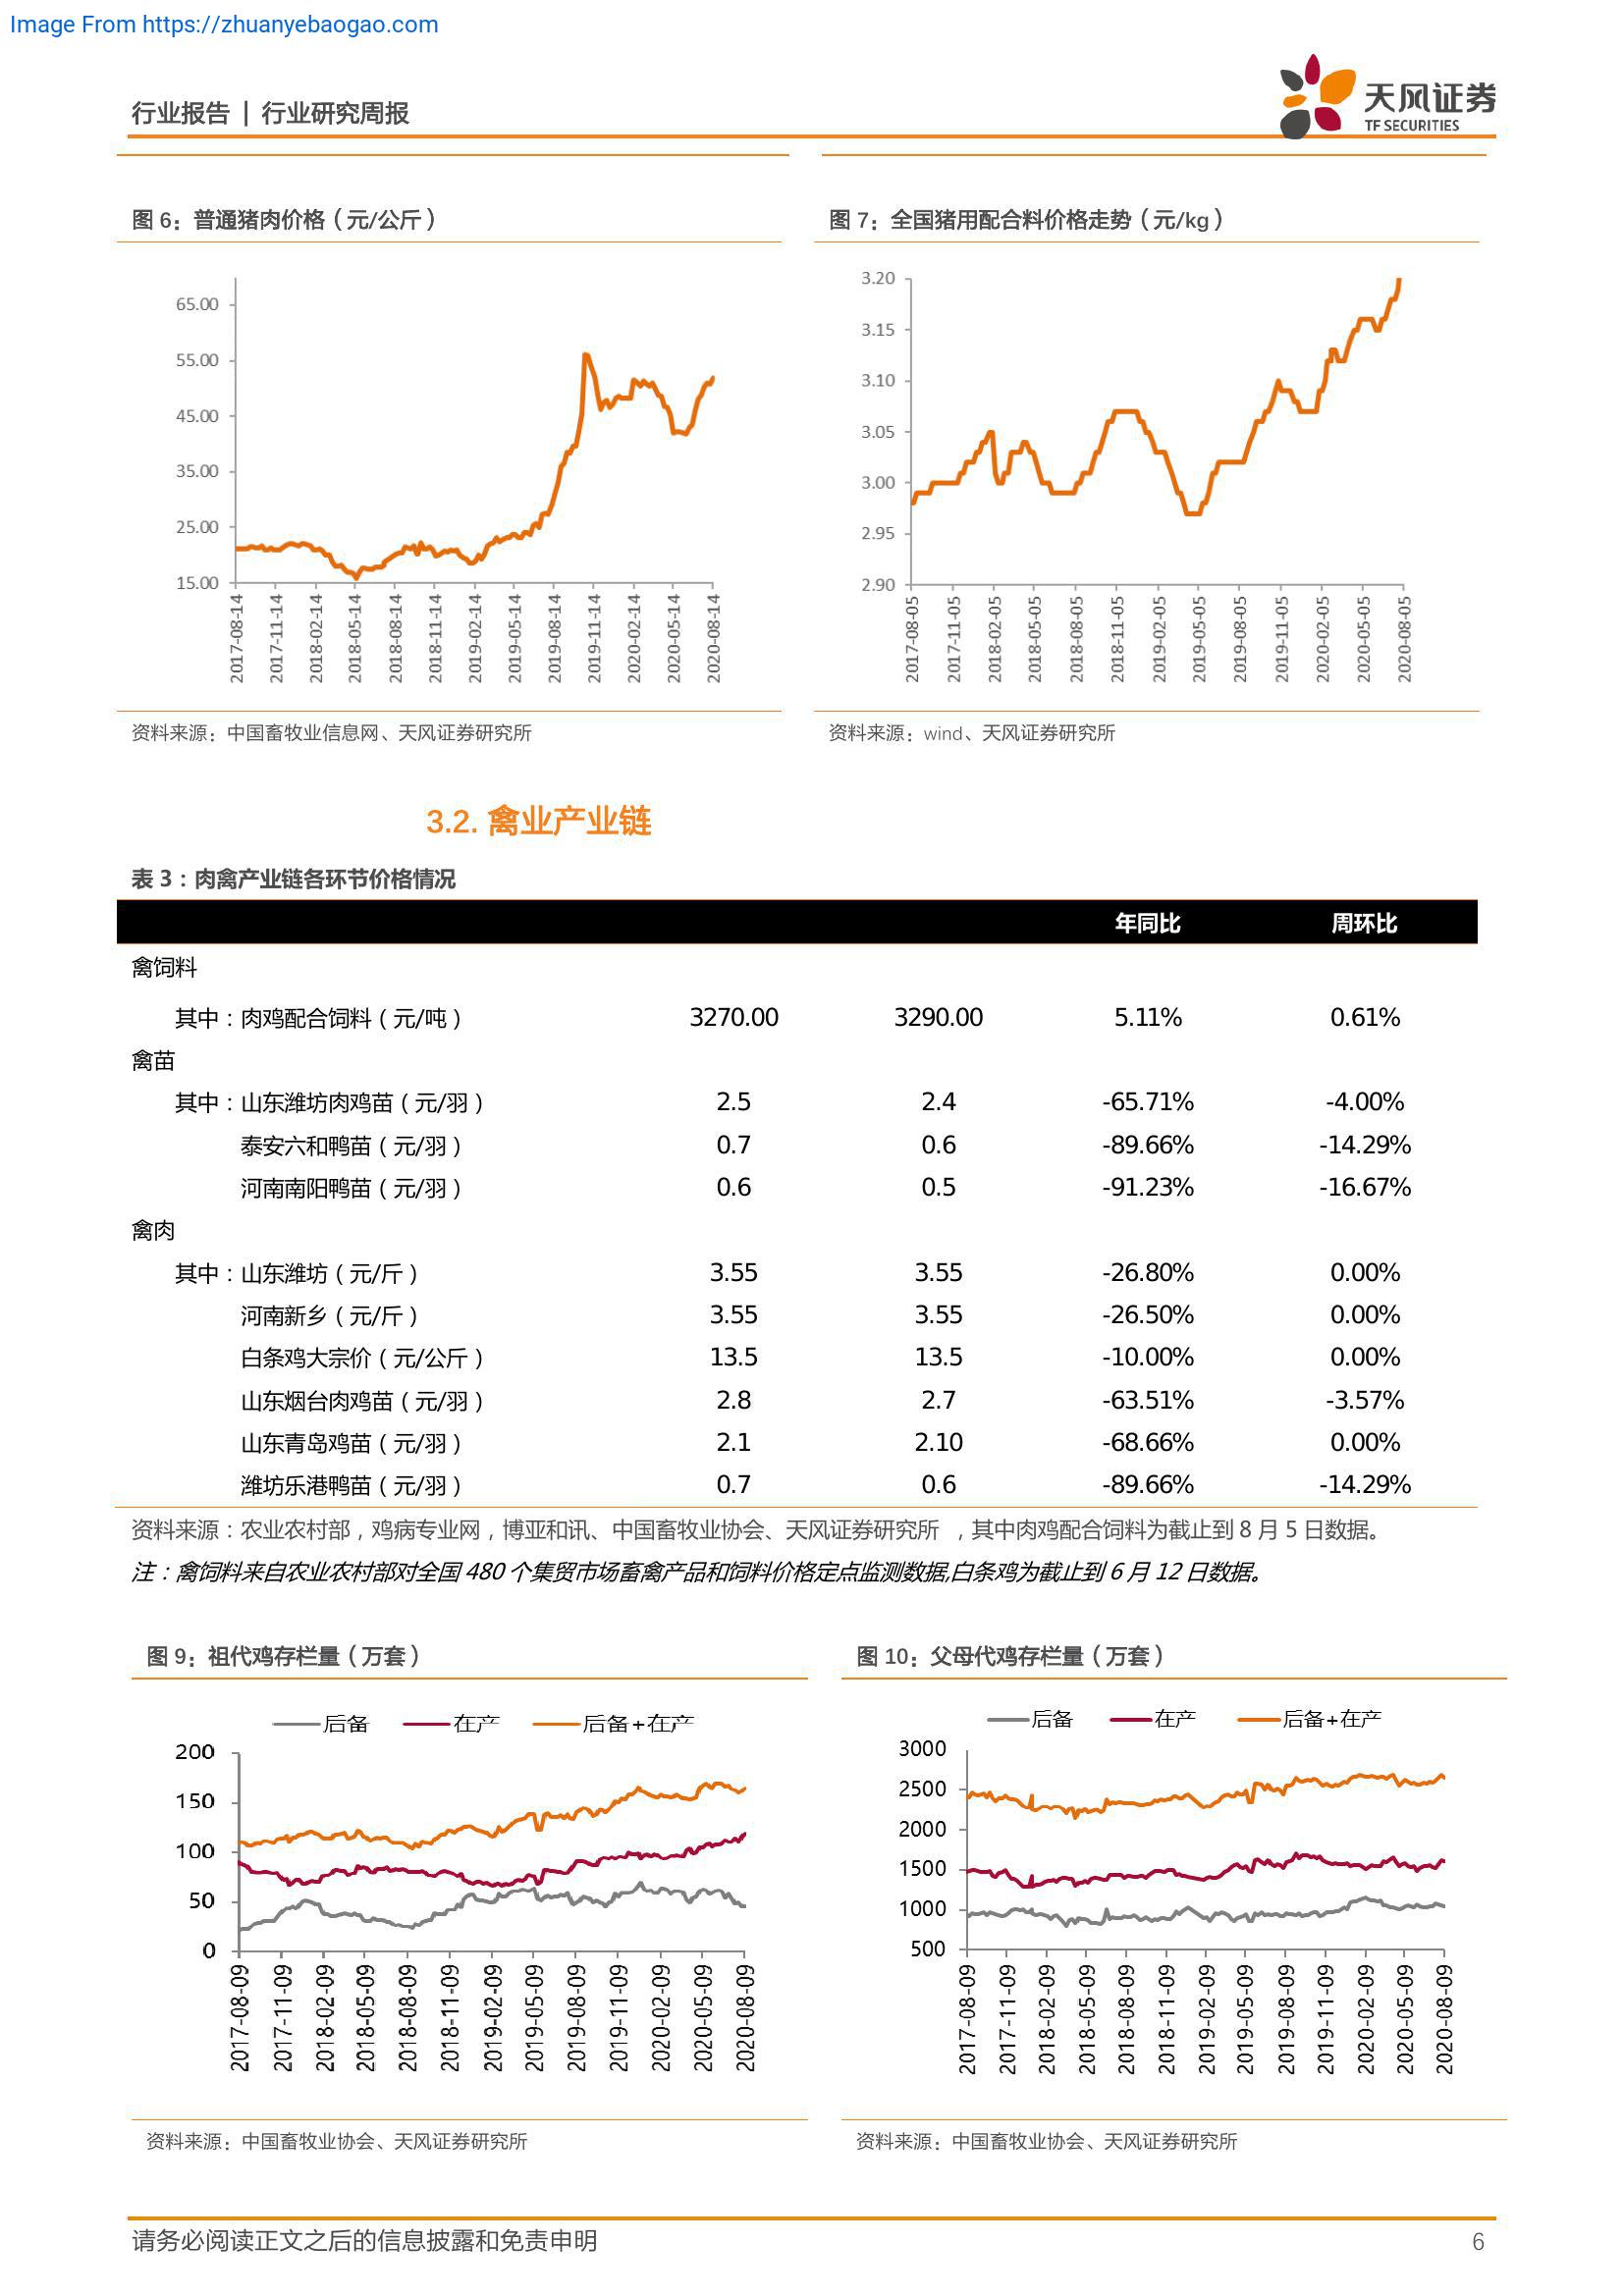 Image From https://zhuanyebaogao.com
行业报告 | 行业研究周报
天风证券
TF SECURITIES
图 6：普通猪肉价格（元/公斤）
65.00
55.00
45.00
35.00
25.00
15.00
2017-08-14
2017-11-14
2018-02-14
2018-05-14
2018-08-14
2018-11-14
2019-02-14
2019-05-14
2019-08-14
2019-11-14
2020-02-14
2020-05-14
2020-08-14
资料来源：中国畜牧业信息网、天风证券研究所
图 7：全国猪用配合料价格走势（元/kg）
3.20
3.15
3.10
3.05
3.00
2.95
2.90
2017-08-05
2017-11-05
2018-02-05
2018-05-05
2018-08-05
2018-11-05
2019-02-05
2019-05-05
2019-08-05
2019-11-05
2020-02-05
2020-05-05
2020-08-05
资料来源：wind、天风证券研究所
3.2. 禽业产业链
表 3：肉禽产业链各环节价格情况
年同比 周环比
禽饲料
其中：肉鸡配合饲料（元/吨） 3270.00 3290.00 5.11% 0.61%
禽苗
其中：山东潍坊肉鸡苗（元/羽） 2.5 2.4 -65.71% -4.00%
泰安六和鸭苗（元/羽） 0.7 0.6 -89.66% -14.29%
河南南阳鸭苗（元/羽） 0.6 0.5 -91.23% -16.67%
禽肉
其中：山东潍坊（元/斤） 3.55 3.55 -26.80% 0.00%
河南新乡（元/斤） 3.55 3.55 -26.50% 0.00%
白条鸡大宗价（元/公斤） 13.5 13.5 -10.00% 0.00%
山东烟台肉鸡苗（元/羽） 2.8 2.7 -63.51% -3.57%
山东青岛鸡苗（元/羽） 2.1 2.10 -68.66% 0.00%
潍坊乐港鸭苗（元/羽） 0.7 0.6 -89.66% -14.29%
资料来源：农业农村部，鸡病专业网，博亚和讯、中国畜牧业协会、天风证券研究所 ，其中肉鸡配合饲料为截止到 8 月 5 日数据。
注：禽饲料来自农业农村部对全国 480 个集贸市场畜禽产品和饲料价格定点监测数据,白条鸡为截止到 6 月 12 日数据。
图 9：祖代鸡存栏量（万套）
后备 在产 后备+在产
200
150
100
50
0
2017-08-09
2017-11-09
2018-02-09
2018-05-09
2018-08-09
2018-11-09
2019-02-09
2019-05-09
2019-08-09
2019-11-09
2020-02-09
2020-05-09
2020-08-09
资料来源：中国畜牧业协会、天风证券研究所
图 10：父母代鸡存栏量（万套）
后备 在产 后备+在产
3000
2500
2000
1500
1000
500
2017-08-09
2017-11-09
2018-02-09
2018-05-09
2018-08-09
2018-11-09
2019-02-09
2019-05-09
2019-08-09
2019-11-09
2020-02-09
2020-05-09
2020-08-09
资料来源：中国畜牧业协会、天风证券研究所
请务必阅读正文之后的信息披露和免责申明 6